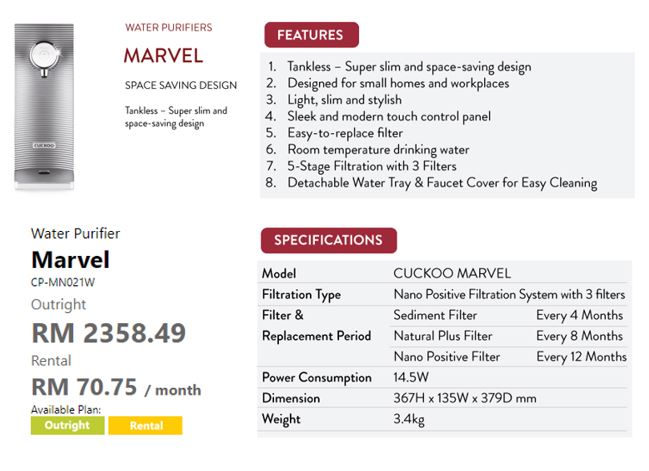 WATER PURIFIERS
MARVEL
SPACE SAVING DESIGN
Tankless – Super slim and
space-saving design
CUCKOO
FEATURES
1. Tankless – Super slim and space-saving design
2. Designed for small homes and workplaces
3. Light, slim and stylish
4. Sleek and modern touch control panel
5. Easy-to-replace filter
6. Room temperature drinking water
7. 5-Stage Filtration with 3 Filters
8. Detachable Water Tray & Faucet Cover for Easy Cleaning
Water Purifier
Marvel
CP-MN021W
Outright
RM 2358.49
Rental
RM 70.75 / month
Available Plan:
Outright Rental
SPECIFICATIONS
Model CUCKOO MARVEL
Filtration Type Nano Positive Filtration System with 3 filters
Filter & Sediment Filter Every 4 Months
Replacement Period Natural Plus Filter Every 8 Months
Nano Positive Filter Every 12 Months
Power Consumption 14.5W
Dimension 367H x 135W x 379D mm
Weight 3.4kg